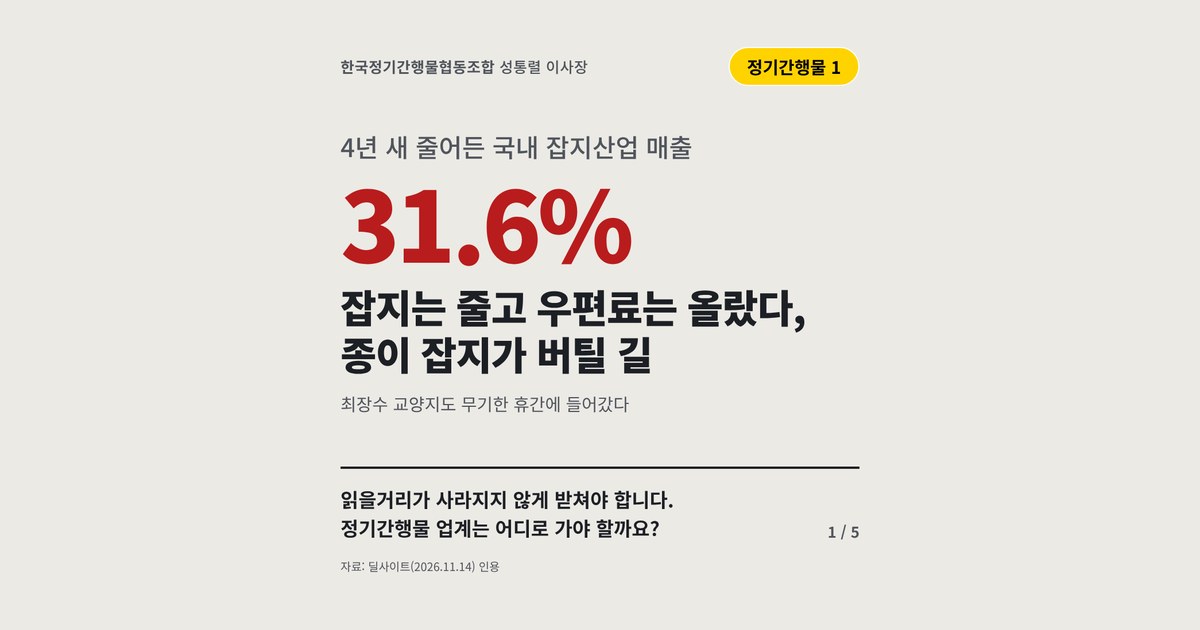 한국정기간행물협동조합 성통렬 이사장
정기간행물 1
4년 새 줄어든 국내 잡지산업 매출
31.6%
잡지는 줄고 우편료는 올랐다,
종이 잡지가 버틸 길
최장수 교양지도 무기한 휴간에 들어갔다
읽을거리가 사라지지 않게 받쳐야 합니다.
정기간행물 업계는 어디로 가야 할까요?
1 / 5
자료: 딜사이트(2026.11.14) 인용